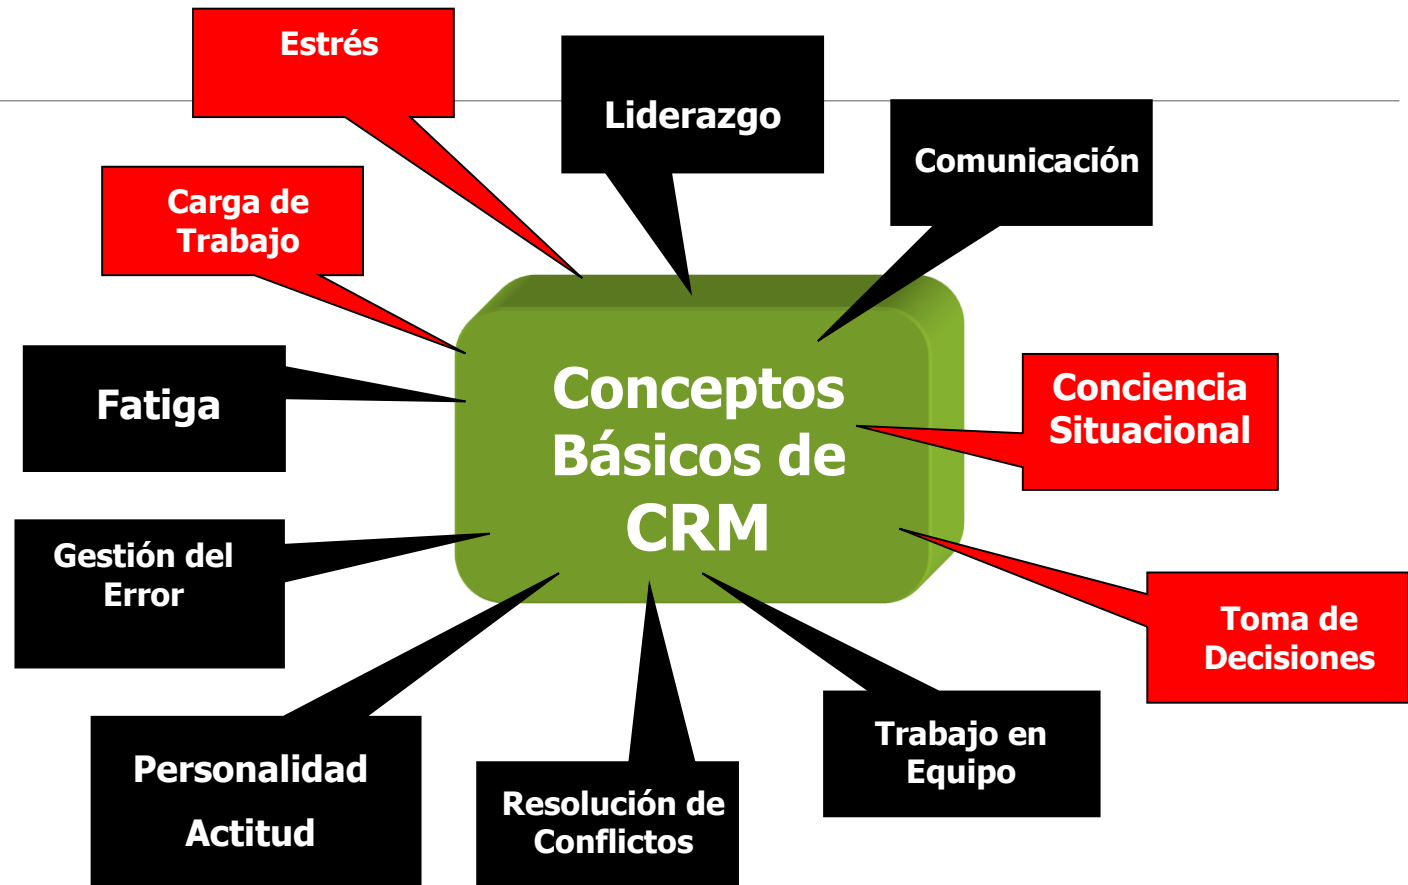 Estrés
Liderazgo
Comunicación
Carga de
Trabajo
Fatiga
Conceptos
Básicos de
CRM
Conciencia
Situacional
Gestión del
Error
Toma de
Decisiones
Personalidad
Actitud
Resolución de
Conflictos
Trabajo en
Equipo